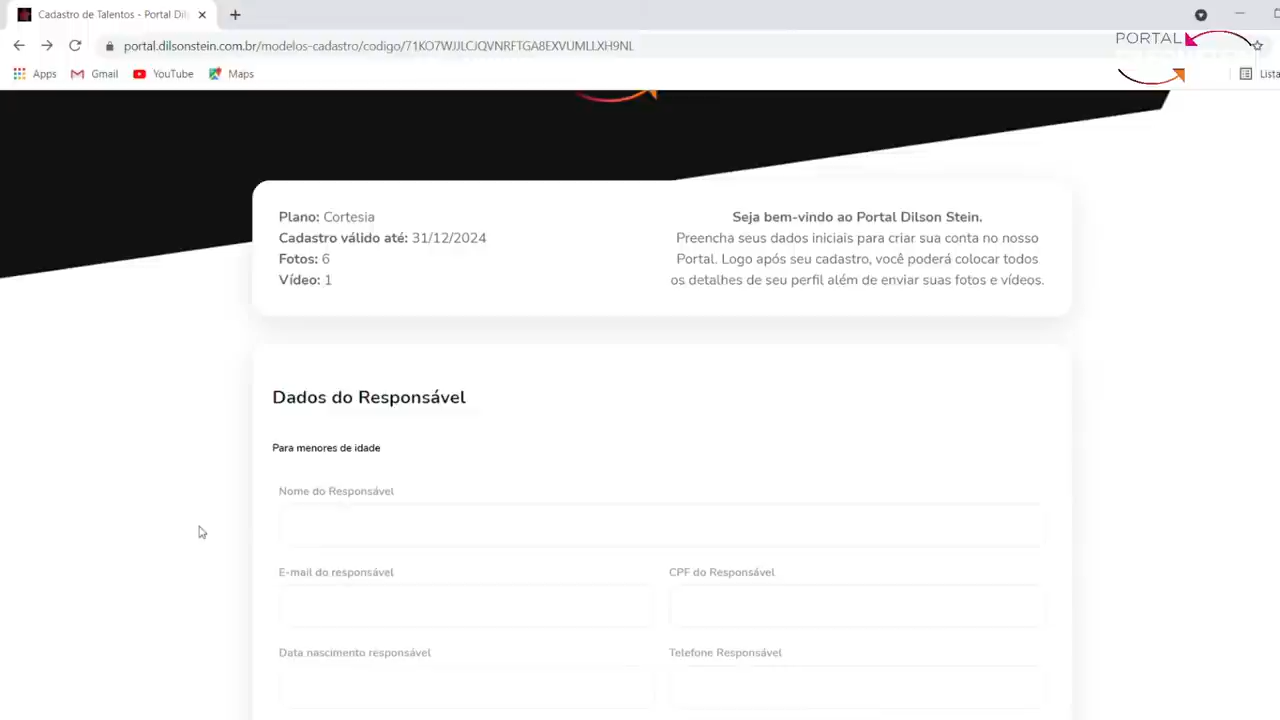 Cadastro de Talentos - Portal Dil
portal.dilsonstein.com.br/modelos-cadastro/codigo/71KO7WJJLCJQVNRFTGA8EXVUMLLXH9NL
PORTAL
Apps Gmail YouTube Maps Lista
Plano: Cortesia
Cadastro válido até: 31/12/2024
Fotos: 6
Vídeo: 1
Seja bem-vindo ao Portal Dilson Stein.
Preencha seus dados iniciais para criar sua conta no nosso
Portal. Logo após seu cadastro, você poderá colocar todos
os detalhes de seu perfil além de enviar suas fotos e vídeos.
Dados do Responsável
Para menores de idade
Nome do Responsável
E-mail do responsável CPF do Responsável
Data nascimento responsável Telefone Responsável